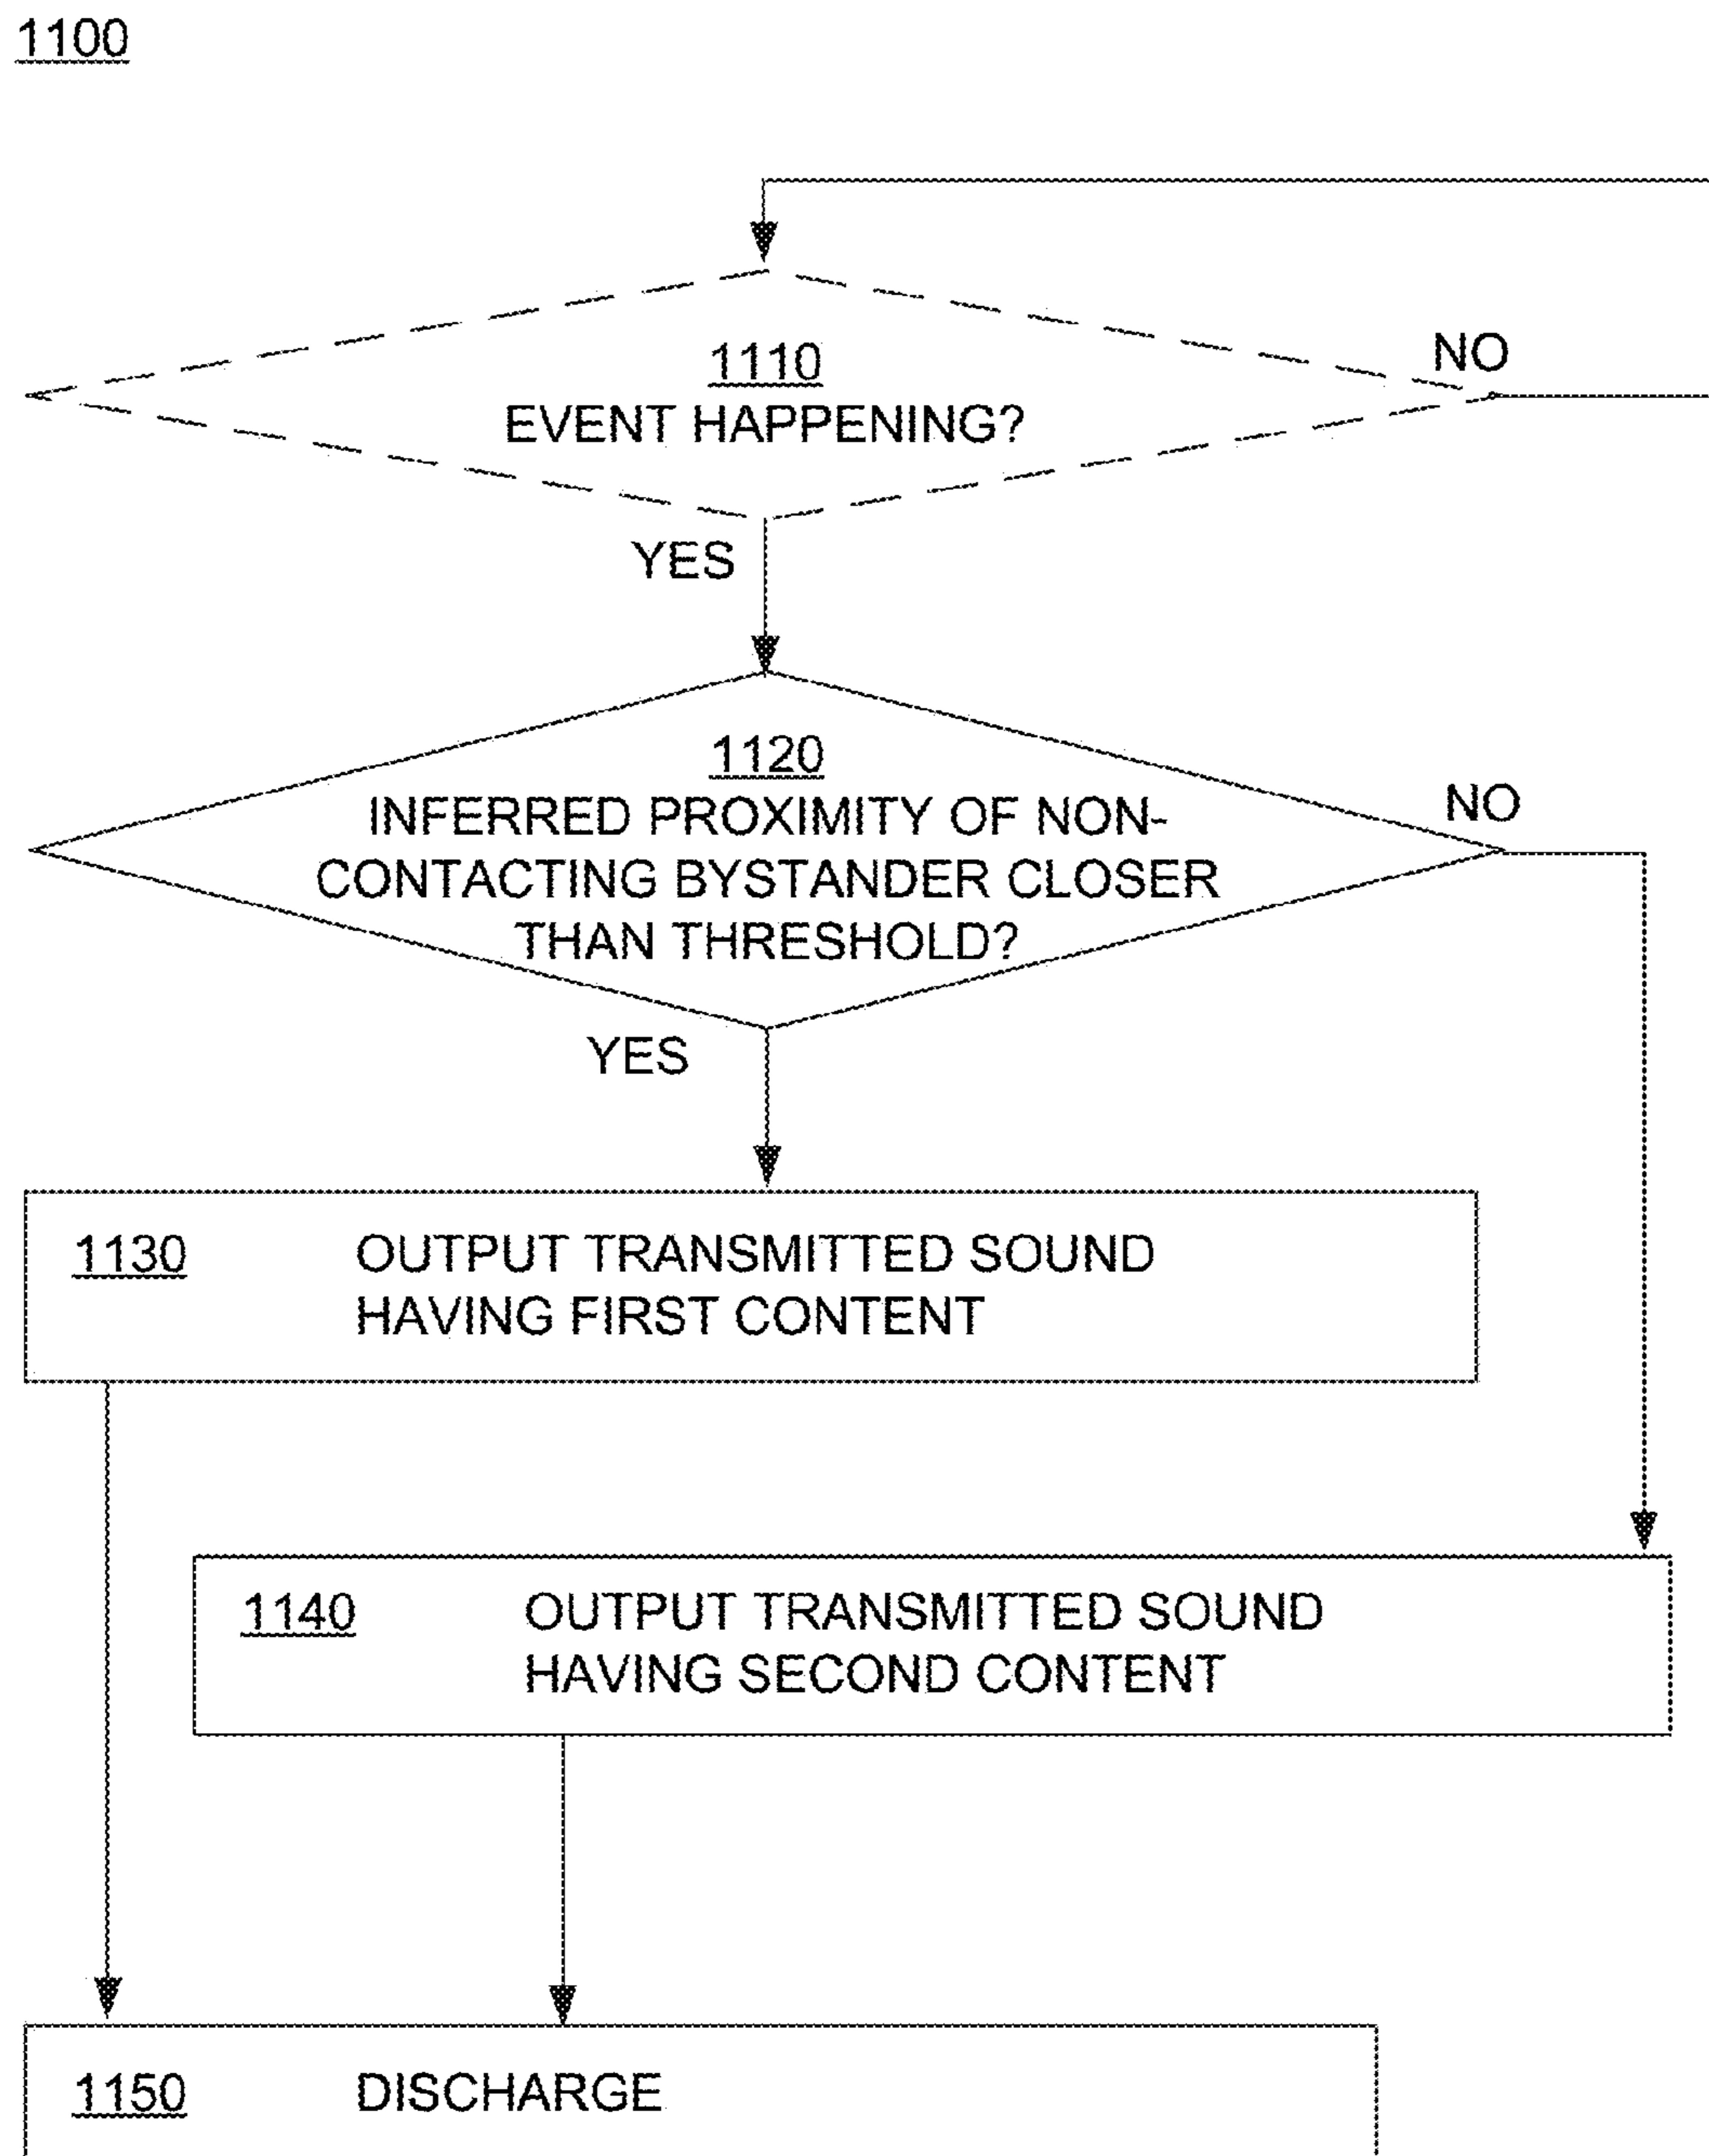 1100
1110
EVENT HAPPENING?
NO
YES
1120
INFERRED PROXIMITY OF NON-
CONTACTING BYSTANDER CLOSER
THAN THRESHOLD?
NO
YES
1130 OUTPUT TRANSMITTED SOUND
HAVING FIRST CONTENT
1140 OUTPUT TRANSMITTED SOUND
HAVING SECOND CONTENT
1150 DISCHARGE